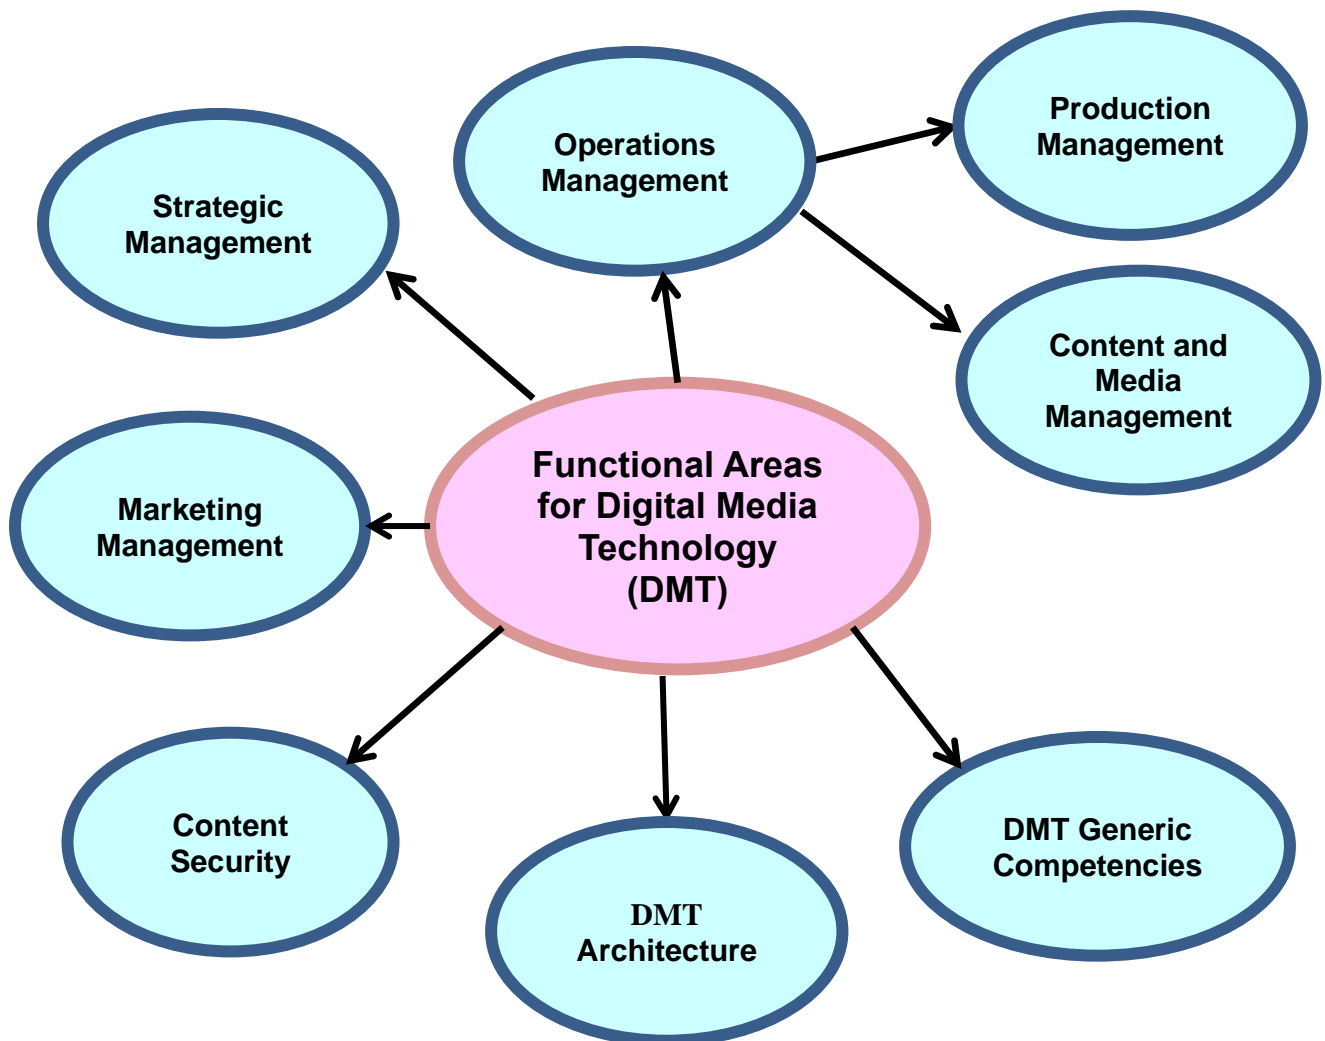 Production
Management
Operations
Management
Strategic
Management
Content and
Media
Management
Functional Areas
for Digital Media
Technology
(DMT)
Marketing
Management
Content
Security
DMT
Architecture
DMT Generic
Competencies